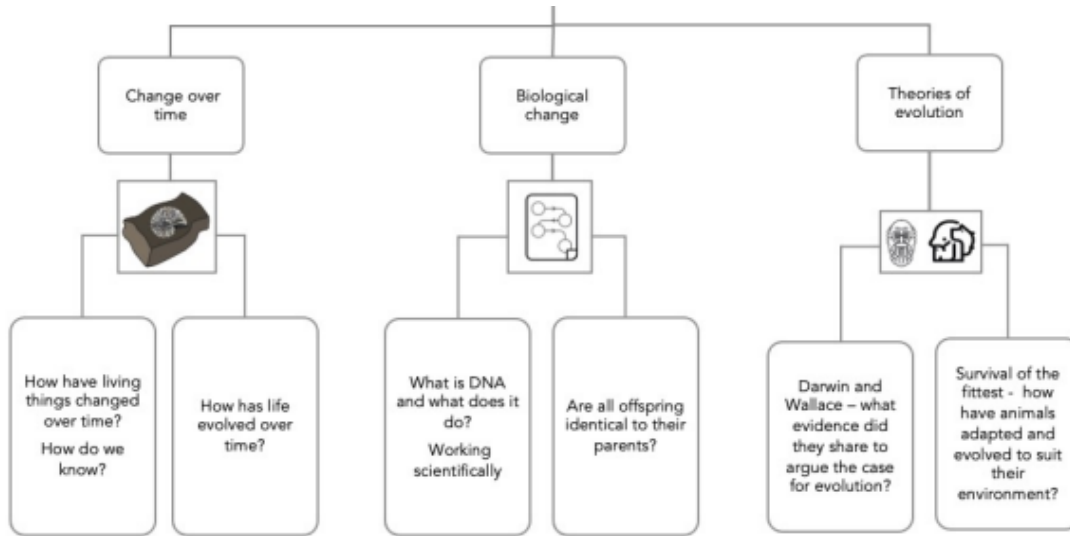 Change over
time
Biological
change
Theories of
evolution
How have living
things changed
over time?
How do we
know?
How has life
evolved over
time?
What is DNA
and what does it
do?
Working
scientifically
Are all offspring
identical to their
parents?
Darwin and
Wallace – what
evidence did
they share to
argue the case
for evolution?
Survival of the
fittest - how
have animals
adapted and
evolved to suit
their
environment?